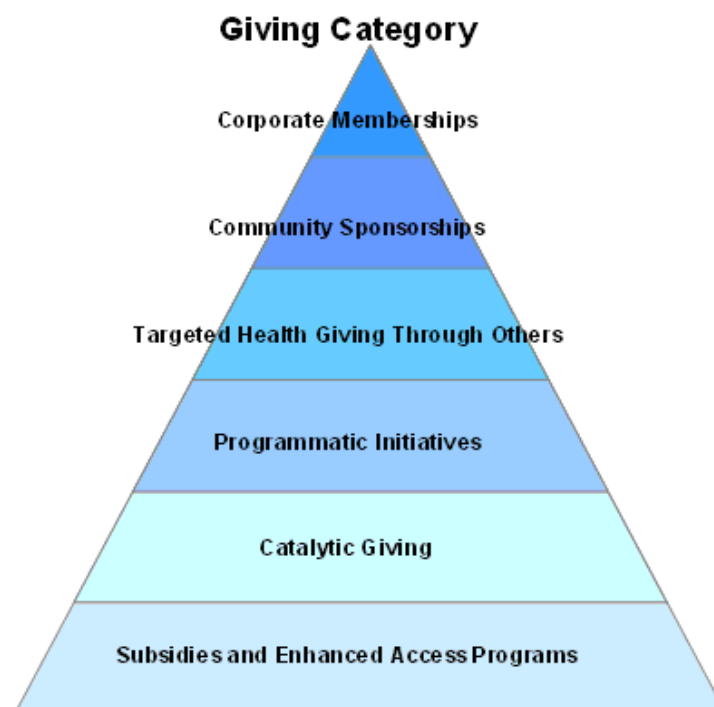 Giving Category
Corporate Memberships
Community Sponsorships
Targeted Health Giving Through Others
Programmatic Initiatives
Catalytic Giving
Subsidies and Enhanced Access Programs